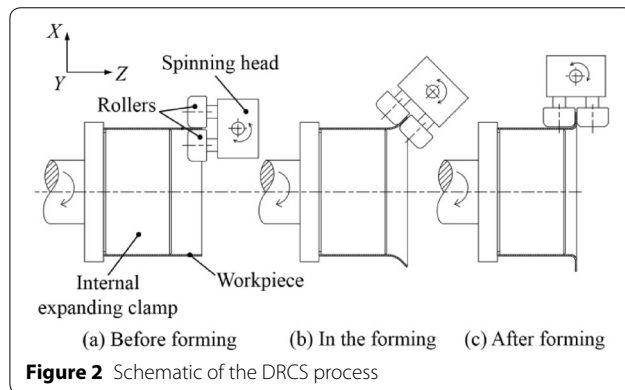 X
Y
Z
Spinning head
Rollers
Internal
expanding clamp
Workpiece
(a) Before forming
(b) In the forming
(c) After forming
Figure 2 Schematic of the DRCS process